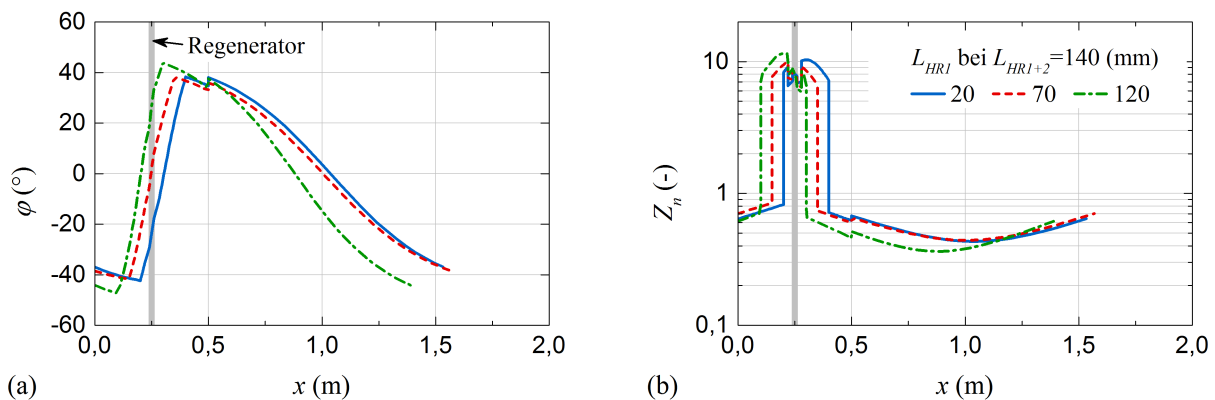 60
40
20
0
-20
-40
-60
φ (°)
Regenerator
0,0 0,5 1,0 1,5 2,0
(a) x (m)
10
1
0,1
Zₙ (-)
L_HR1 bei L_HR1+2=140 (mm)
20 70 120
0,0 0,5 1,0 1,5 2,0
(b) x (m)